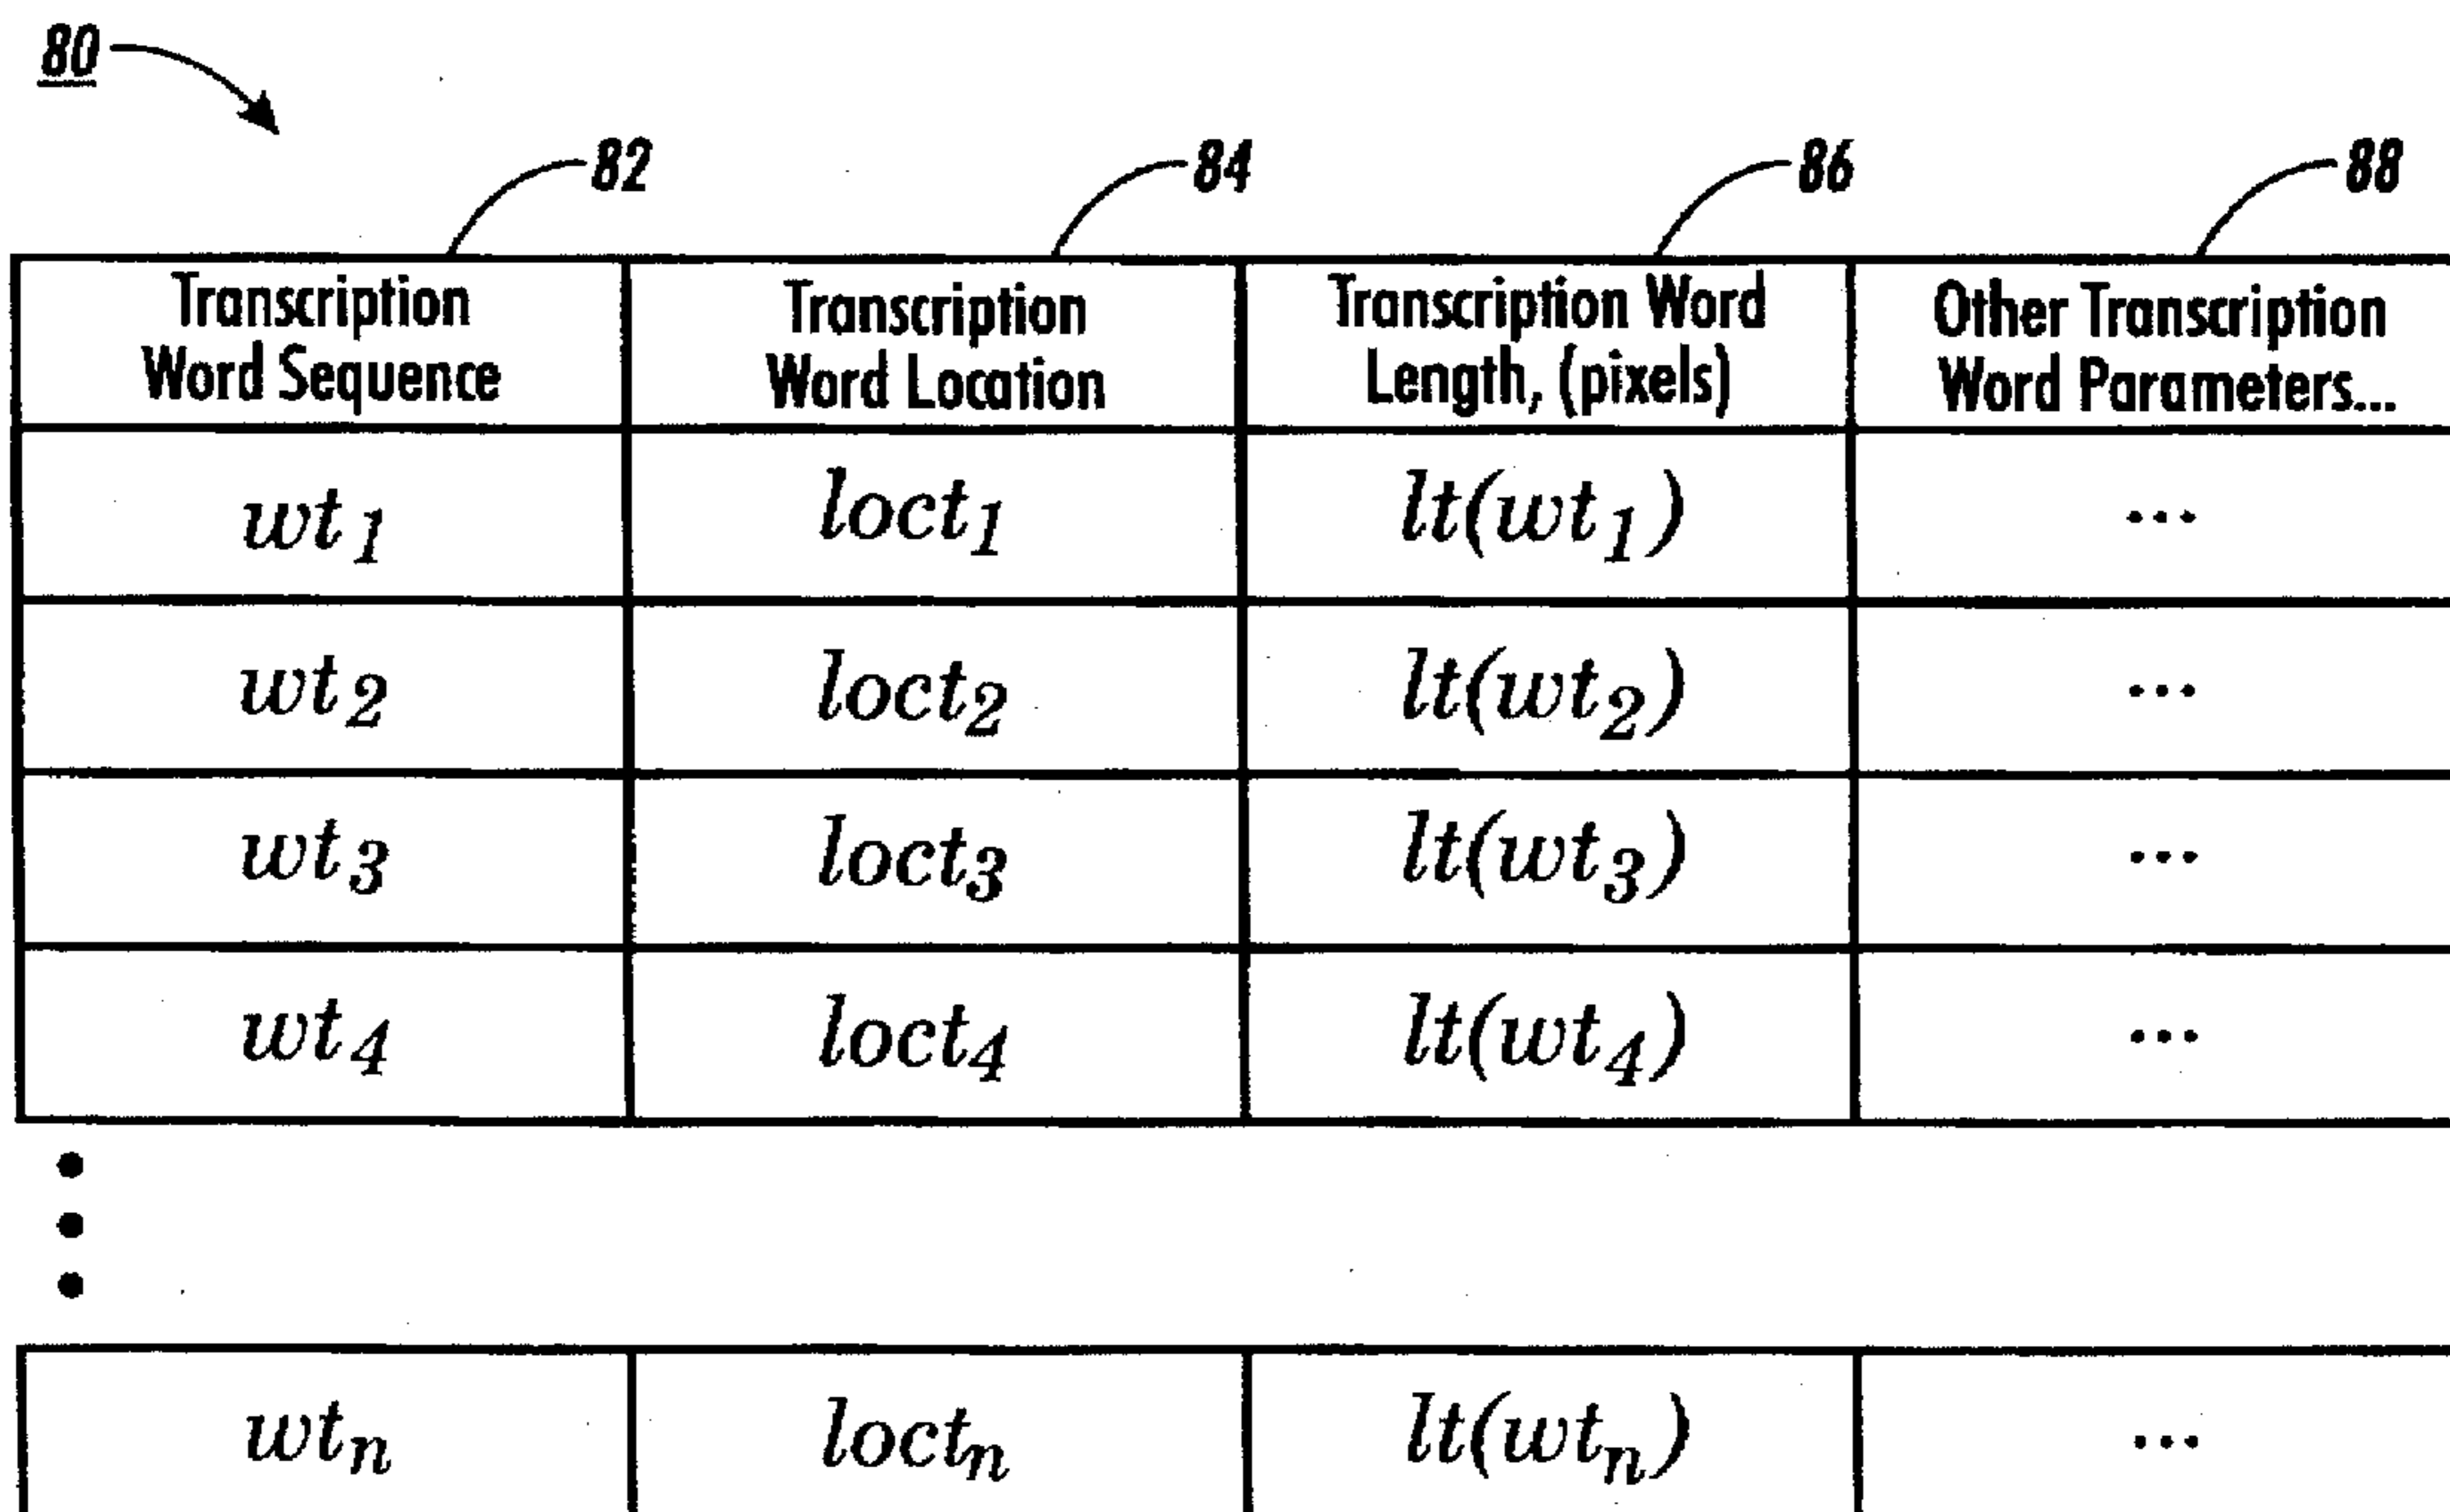 80
82 84 86 88
Transcription Word Sequence Transcription Word Location Transcription Word Length, (pixels) Other Transcription Word Parameters...
wt1 loct1 lt(wt1) ...
wt2 loct2 lt(wt2) ...
wt3 loct3 lt(wt3) ...
wt4 loct4 lt(wt4) ...
wtn loctn lt(wtn) ...